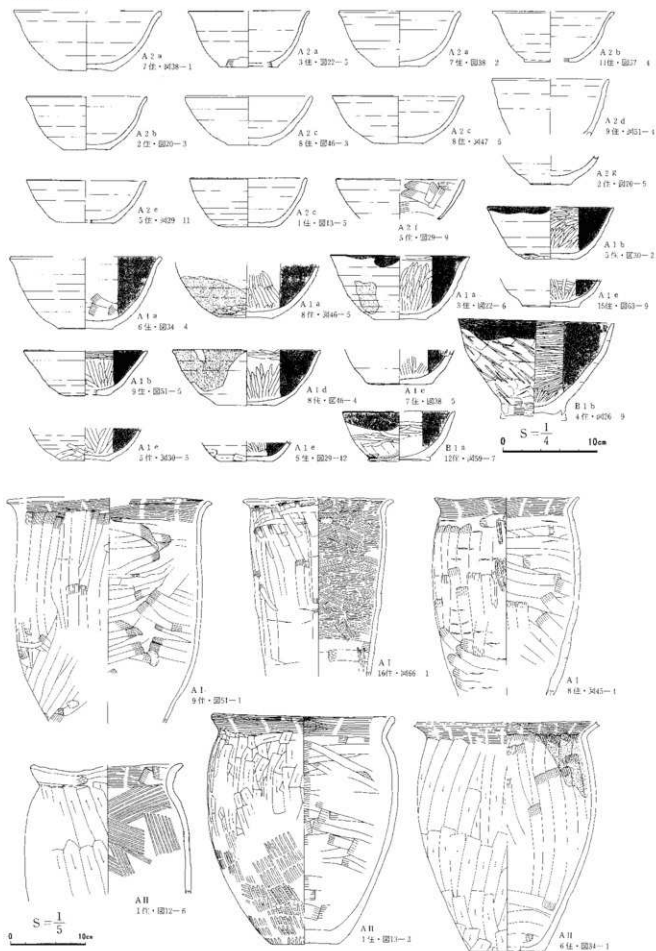 A2a
7住・図38-1
A2a
3住・図22-5
A2a
7住・図38 2
A2b
11住・図57 4
A2b
2住・図20-3
A2c
8住・図46-3
A2c
8住・図47 5
A2d
9住・図51-4
A2g
2住・図20-5
A2e
5住・図29 11
A2c
1住・図13-5
A2f
5住・図29-9
A1b
5住・図30-2
A1a
6住・図34 4
A1a
8住・図46-5
A1a
3住・図22-6
A1e
15住・図63-9
A1b
9住・図51-5
A1d
8住・図46-4
A1e
7住・図38 5
B1b
4住・図26 9
A1e
5住・図30-3
A1e
5住・図29-12
B1a
12住・図59-7
S=1/4
0 10cm
AI
9住・図51-1
AI
16住・図66 1
AI
8住・図45-1
AII
1住・図12-6
AII
1住・図13-2
AII
6住・図34-1
S=1/5
0 10cm